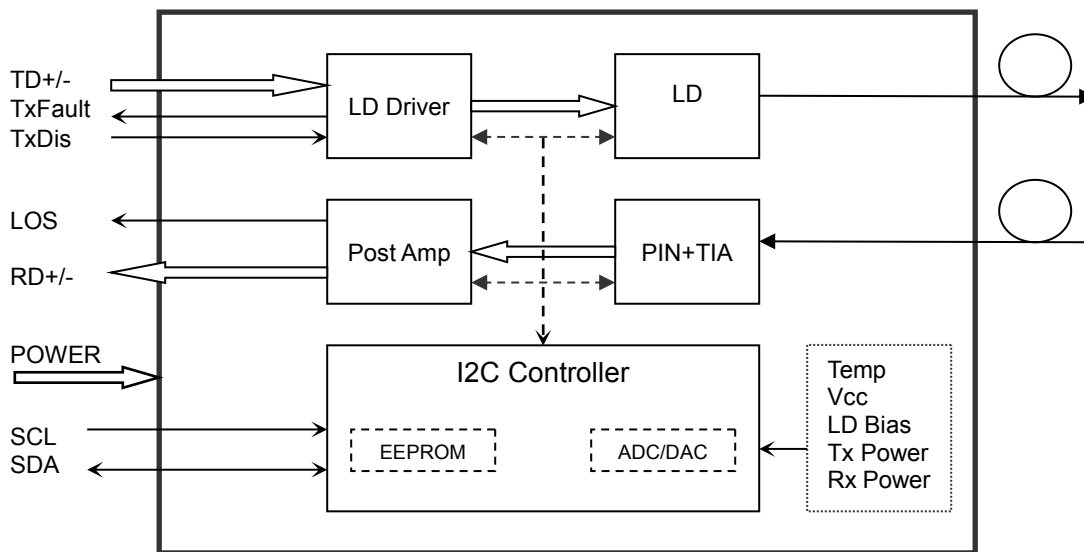 TD+/-
TxFault
TxDis
LD Driver
LD
LOS
RD+/-
Post Amp
PIN+TIA
POWER
SCL
SDA
I2C Controller
EEPROM
ADC/DAC
Temp
Vcc
LD Bias
Tx Power
Rx Power